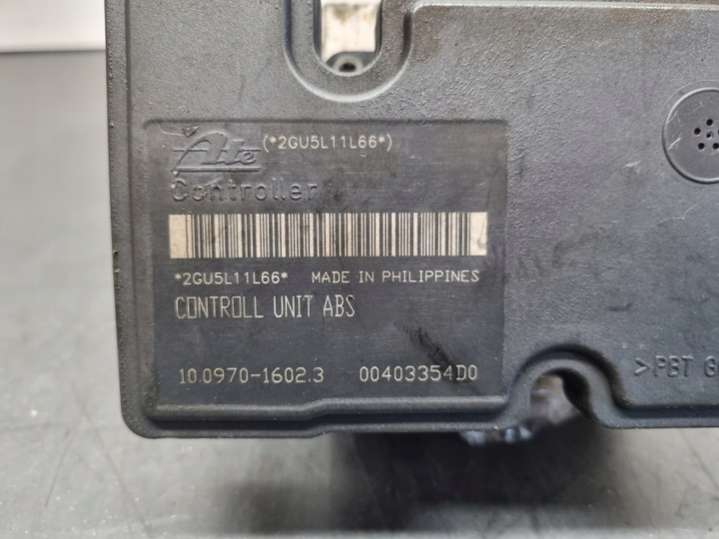 Ate (*2GU5L11L66*)
Controller
*2GU5L11L66* MADE IN PHILIPPINES
CONTROLL UNIT ABS
10.0970-1602.3 00403354D0
>PBT G